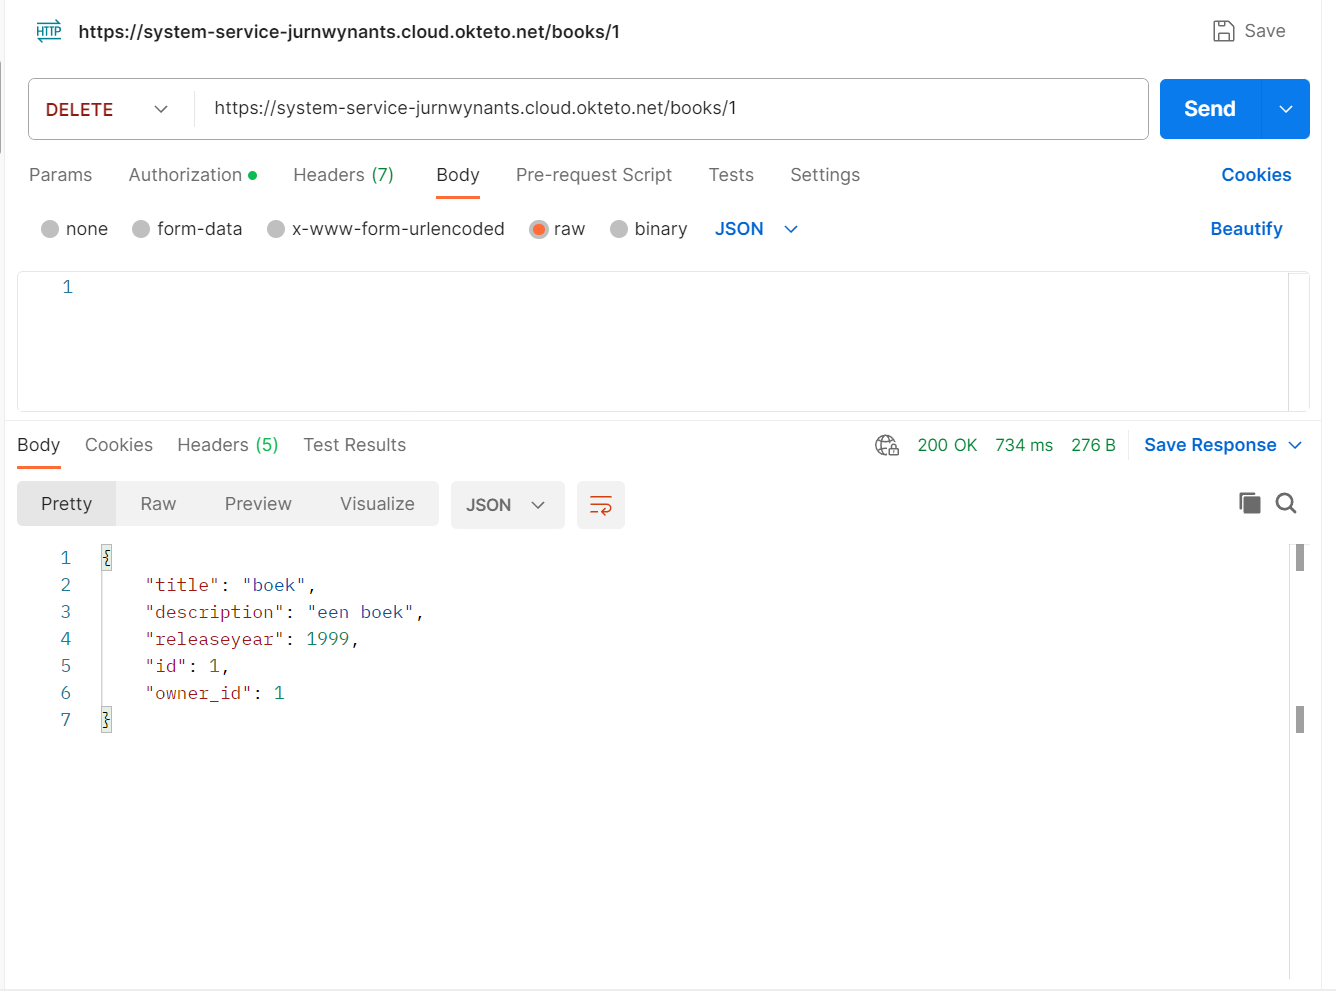 HTTP https://system-service-jurnwynants.cloud.okteto.net/books/1 Save
DELETE https://system-service-jurnwynants.cloud.okteto.net/books/1 Send
Params Authorization Headers (7) Body Pre-request Script Tests Settings Cookies
none form-data x-www-form-urlencoded raw binary JSON Beautify
1
Body Cookies Headers (5) Test Results 200 OK 734 ms 276 B Save Response
Pretty Raw Preview Visualize JSON
1 {
2 "title": "boek",
3 "description": "een boek",
4 "releaseyear": 1999,
5 "id": 1,
6 "owner_id": 1
7 }